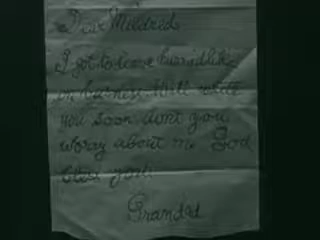 Dear Mildred,
I got to leave hurridlike
on business Will write
you soon dont you
worry about me God
bless you.
Grandad